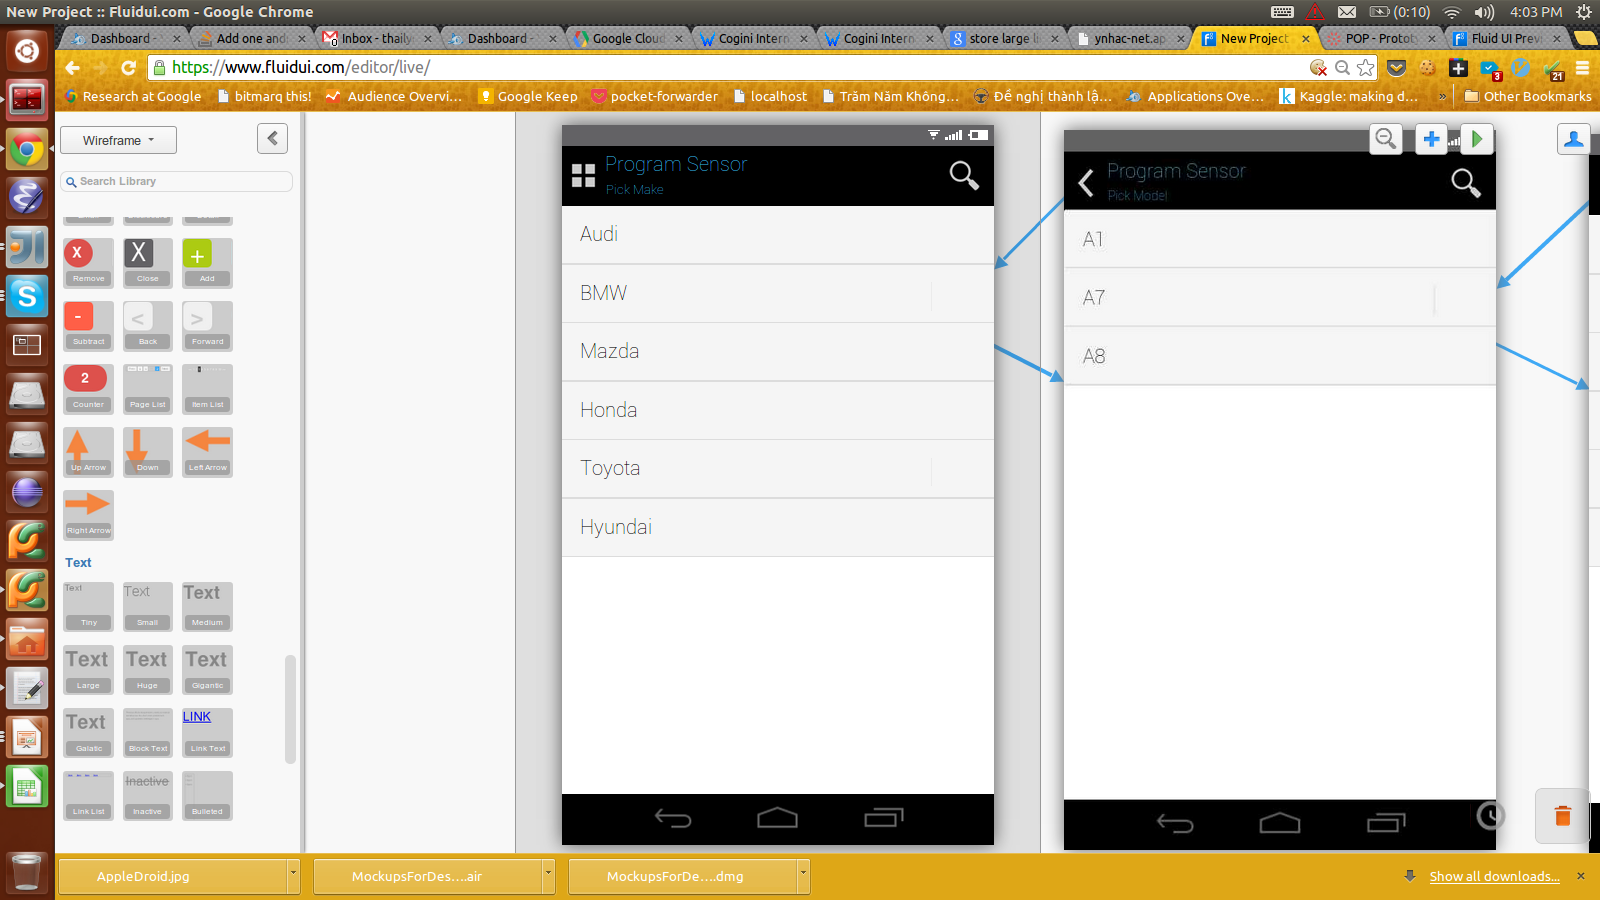 New Project :: Fluidui.com - Google Chrome
(0:10)
4:03 PM
Dashboard -
Add one and
Inbox - thaily
Dashboard -
Google Cloud
Cogini Intern
Cogini Intern
store large li
ynhac-net.ap
New Project
POP - Protot
Fluid UI Prev
https://www.fluidui.com/editor/live/
3
21
Research at Google
bitmarq this!
Audience Overvi...
Google Keep
pocket-forwarder
localhost
Trăm Năm Không...
Đề nghị thành lậ...
Applications Ove...
Kaggle: making d...
»
Other Bookmarks
Wireframe
Search Library
X
X
+
Remove
Close
Add
-
<
>
Subtract
Back
Forward
2
Counter
Page List
Item List
Up Arrow
Down
Left Arrow
Right Arrow
Text
Text
Text
Text
Tiny
Small
Medium
Text
Text
Text
Large
Huge
Gigantic
Text
LINK
Galatic
Block Text
Link Text
Inactive
Link List
Inactive
Bulleted
Program Sensor
Pick Make
Audi
BMW
Mazda
Honda
Toyota
Hyundai
Program Sensor
Pick Model
A1
A7
A8
AppleDroid.jpg
MockupsForDes....air
MockupsForDe....dmg
Show all downloads...